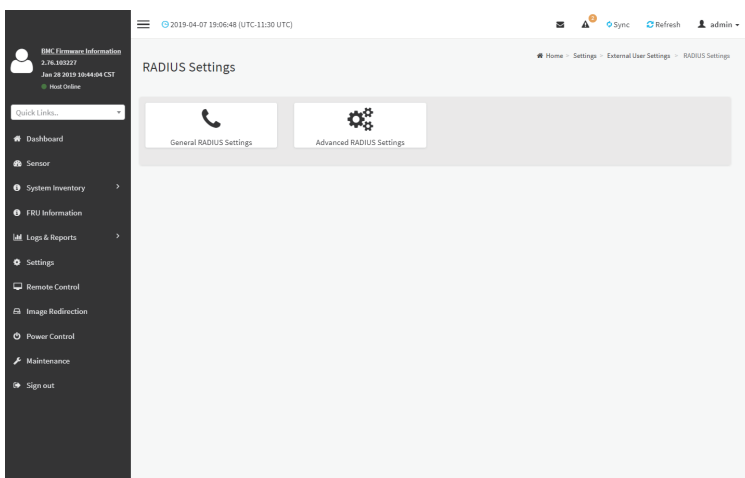 2019-04-07 19:06:48 (UTC-11:30 UTC)
3
Sync
Refresh
admin
BMC Firmware Information
2.76.103227
Jan 28 2019 10:44:04 CST
Host Online
Quick Links..
Dashboard
Sensor
System Inventory
FRU Information
Logs & Reports
Settings
Remote Control
Image Redirection
Power Control
Maintenance
Sign out
RADIUS Settings
Home > Settings > External User Settings > RADIUS Settings
General RADIUS Settings
Advanced RADIUS Settings